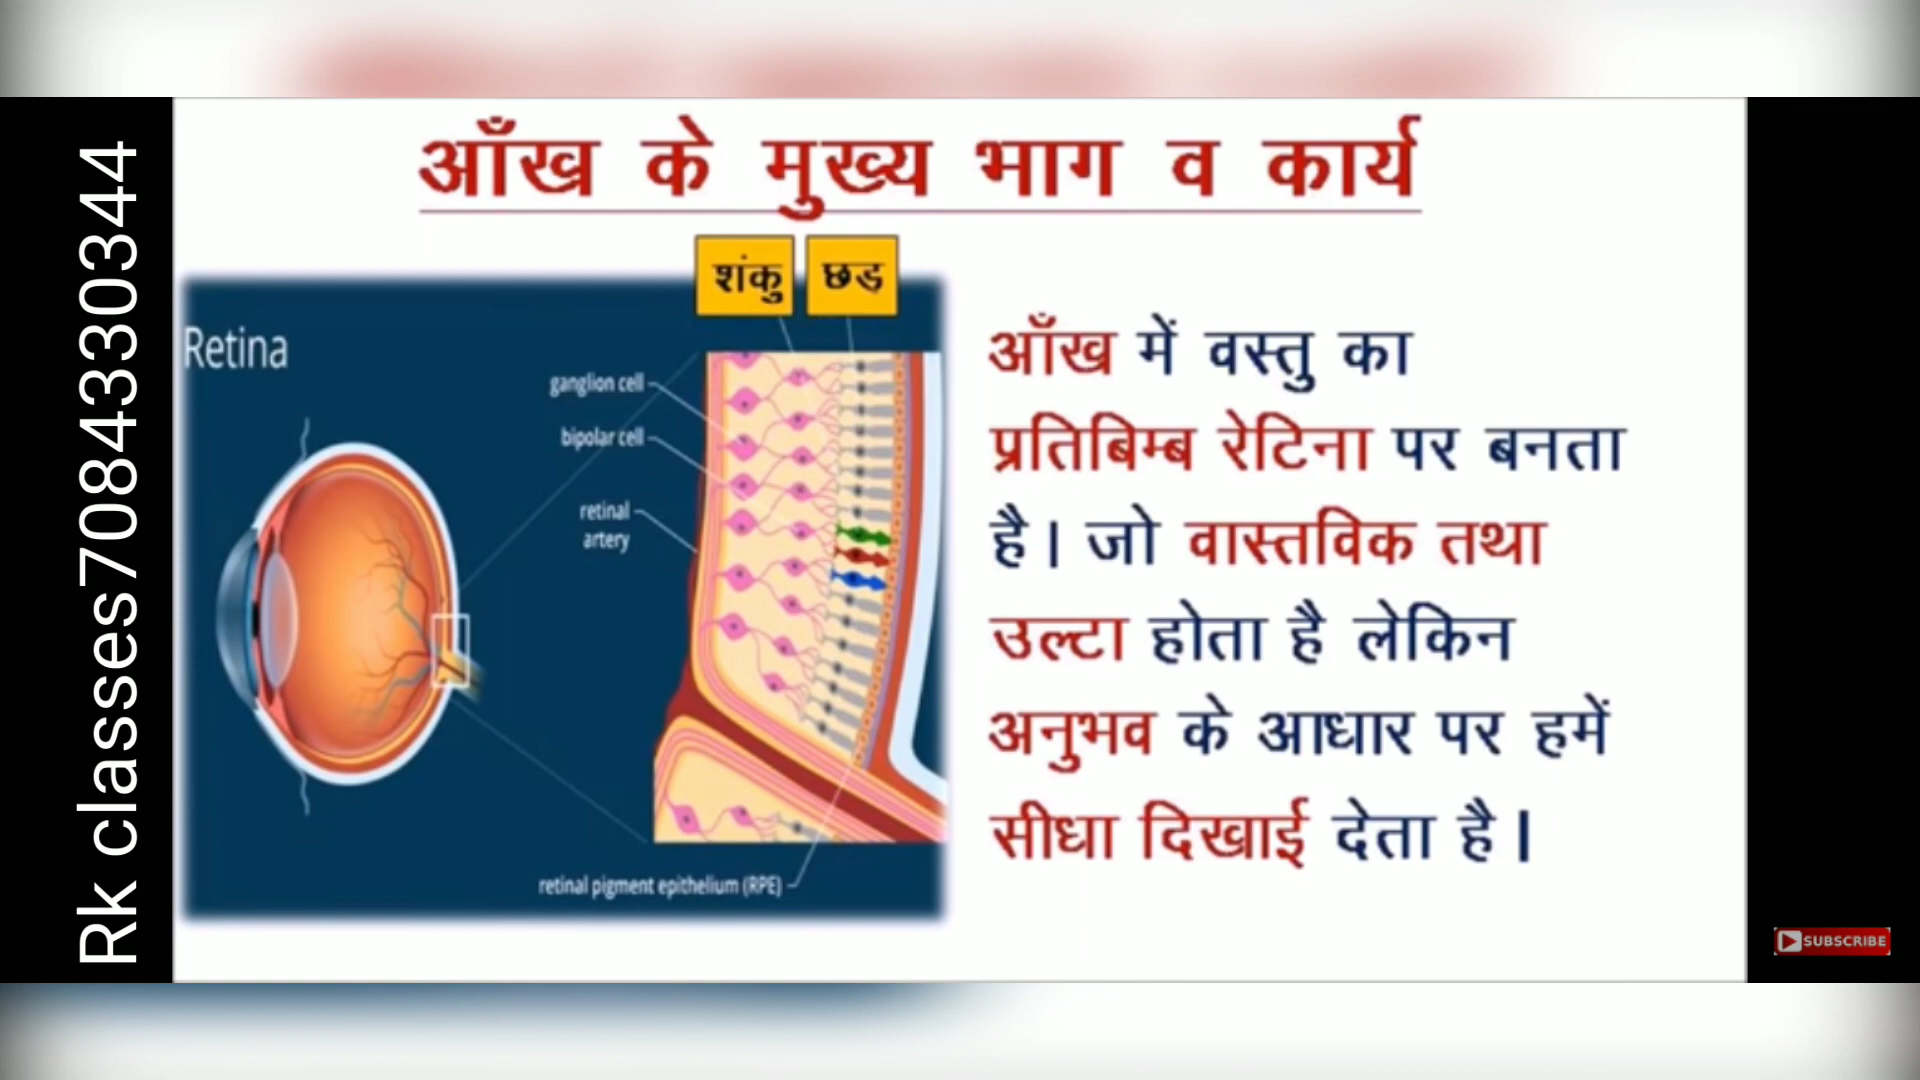 आँख के मुख्य भाग व कार्य
Rk classes7084330344
शंकु छड़
Retina
ganglion cell
bipolar cell
retinal
artery
retinal pigment epithelium (RPE)
आँख में वस्तु का
प्रतिबिम्ब रेटिना पर बनता
है। जो वास्तविक तथा
उल्टा होता है लेकिन
अनुभव के आधार पर हमें
सीधा दिखाई देता है।
SUBSCRIBE